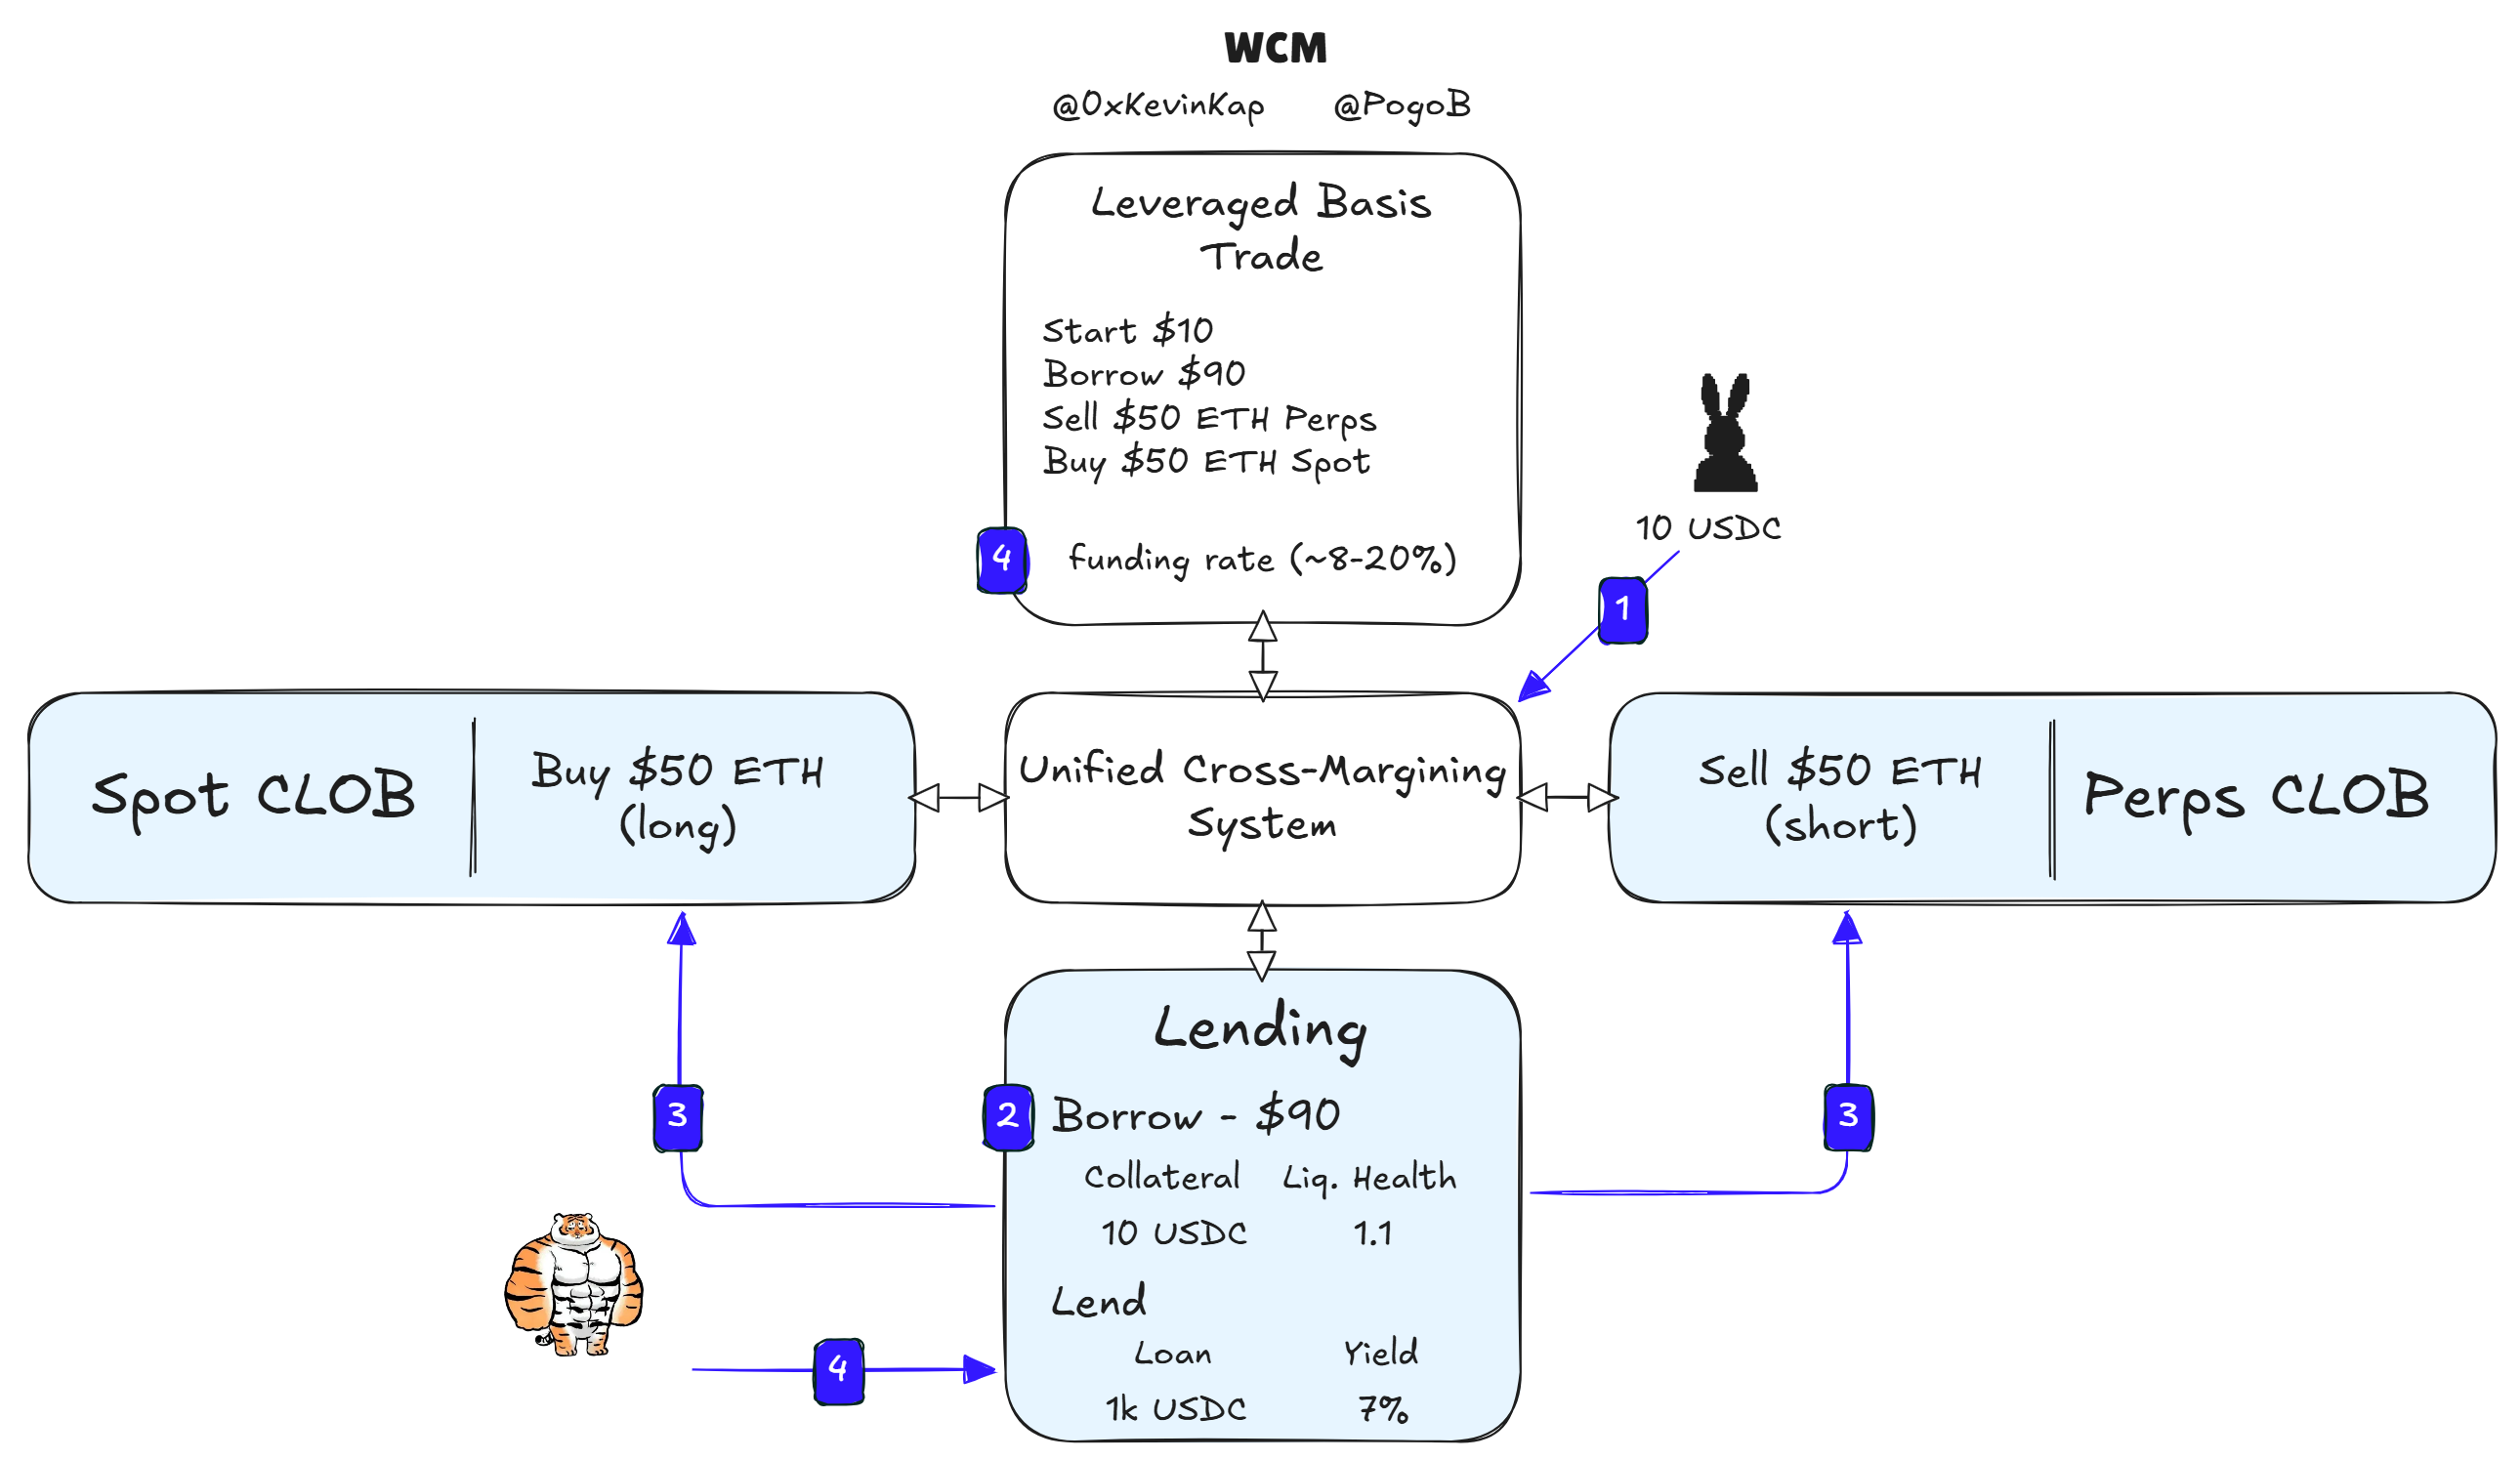 WCM
@0xKevinKap @PogoB
Leveraged Basis
Trade
Start $10
Borrow $90
Sell $50 ETH Perps
Buy $50 ETH Spot
4
funding rate (~8-20%)
10 USDC
1
Spot CLOB
Buy $50 ETH
(long)
Unified Cross-Margining
System
Sell $50 ETH
(short)
Perps CLOB
Lending
3
2
Borrow - $90
3
Collateral Liq. Health
10 USDC 1.1
Lend
Loan Yield
4
1k USDC 7%